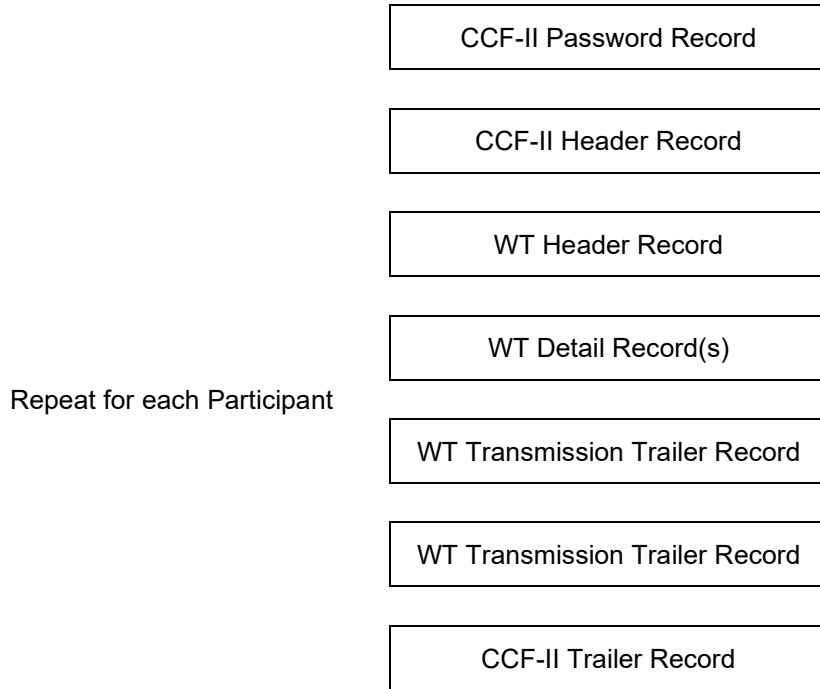 CCF-II Password Record
CCF-II Header Record
WT Header Record
WT Detail Record(s)
Repeat for each Participant
WT Transmission Trailer Record
WT Transmission Trailer Record
CCF-II Trailer Record